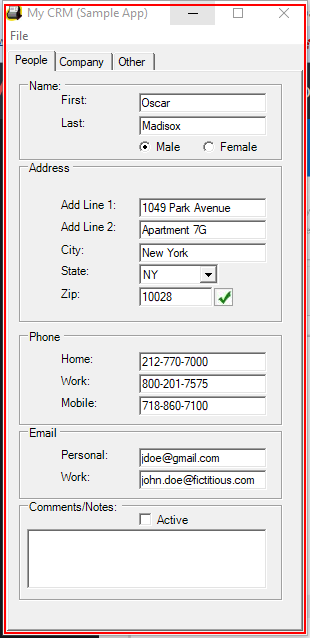 My CRM (Sample App)
File
People Company Other
Name:
First: Oscar
Last: Madisox
Male Female
Address
Add Line 1: 1049 Park Avenue
Add Line 2: Apartment 7G
City: New York
State: NY
Zip: 10028
Phone
Home: 212-770-7000
Work: 800-201-7575
Mobile: 718-860-7100
Email
Personal: jdoe@gmail.com
Work: john.doe@fictitious.com
Comments/Notes:
Active